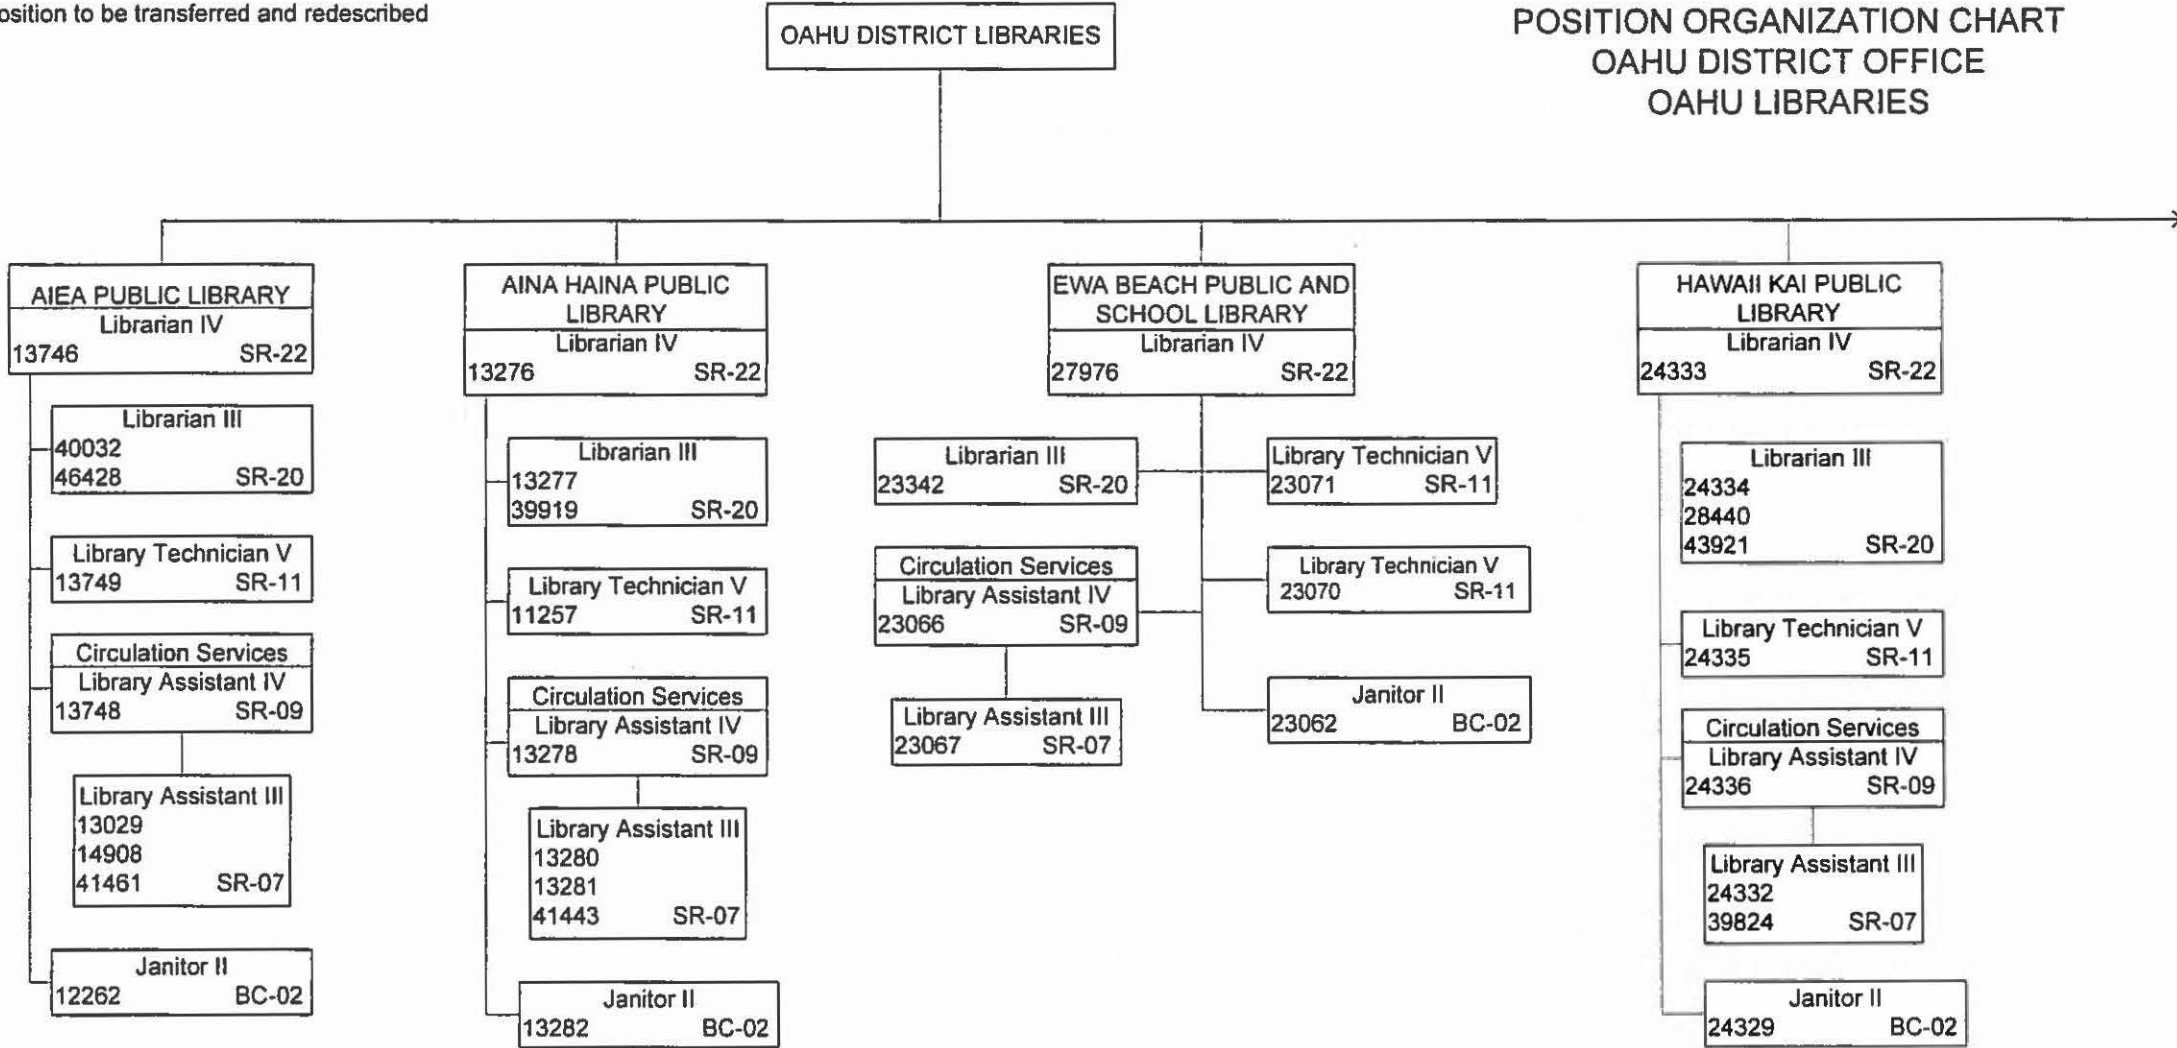 osition to be transferred and redescribed
OAHU DISTRICT LIBRARIES
POSITION ORGANIZATION CHART
OAHU DISTRICT OFFICE
OAHU LIBRARIES
AIEA PUBLIC LIBRARY
Librarian IV
13746 SR-22
Librarian III
40032
46428 SR-20
Library Technician V
13749 SR-11
Circulation Services
Library Assistant IV
13748 SR-09
Library Assistant III
13029
14908
41461 SR-07
Janitor II
12262 BC-02
AINA HAINA PUBLIC
LIBRARY
Librarian IV
13276 SR-22
Librarian III
13277
39919 SR-20
Library Technician V
11257 SR-11
Circulation Services
Library Assistant IV
13278 SR-09
Library Assistant III
13280
13281
41443 SR-07
Janitor II
13282 BC-02
EWA BEACH PUBLIC AND
SCHOOL LIBRARY
Librarian IV
27976 SR-22
Librarian III
23342 SR-20
Library Technician V
23071 SR-11
Circulation Services
Library Assistant IV
23066 SR-09
Library Technician V
23070 SR-11
Library Assistant III
23067 SR-07
Janitor II
23062 BC-02
HAWAII KAI PUBLIC
LIBRARY
Librarian IV
24333 SR-22
Librarian III
24334
28440
43921 SR-20
Library Technician V
24335 SR-11
Circulation Services
Library Assistant IV
24336 SR-09
Library Assistant III
24332
39824 SR-07
Janitor II
24329 BC-02